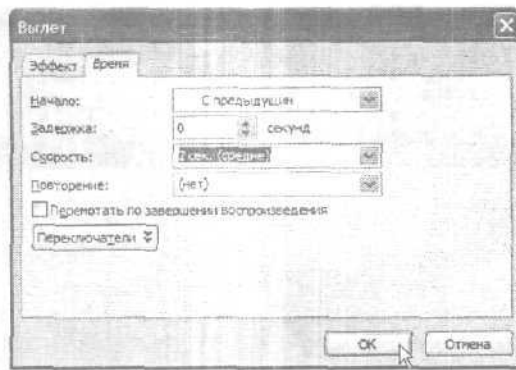 Вылет
Эффект Время
Начало: С предыдущим
Задержка: 0 секунд
Скорость: 2 сек. (средне)
Повторение: (нет)
Перемотать по завершении воспроизведения
Переключатели
ОК Отмена